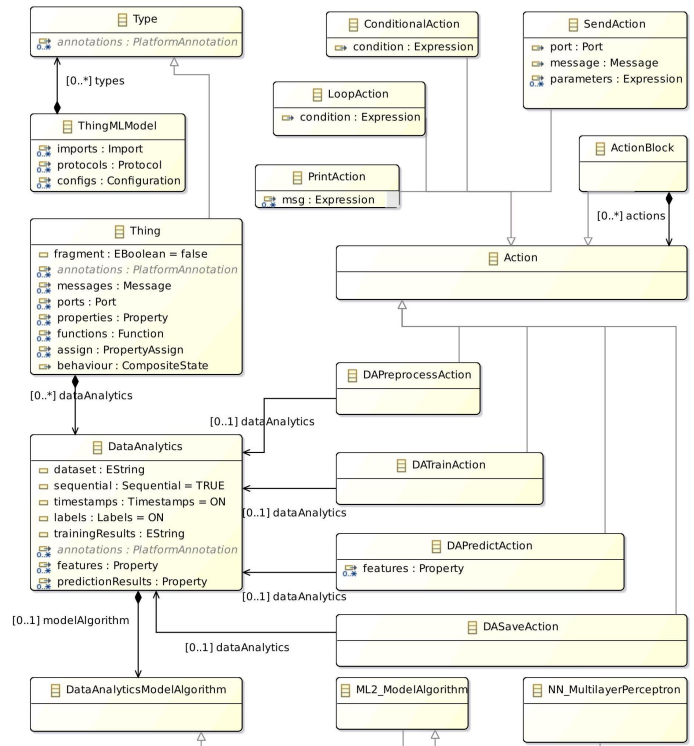 Type
annotations : PlatformAnnotation
[0..*] types
ThingMLModel
imports : Import
protocols : Protocol
configs : Configuration
ConditionalAction
condition : Expression
SendAction
port : Port
message : Message
parameters : Expression
LoopAction
condition : Expression
PrintAction
msg : Expression
ActionBlock
[0..*] actions
Action
Thing
fragment : EBoolean = false
annotations : PlatformAnnotation
messages : Message
ports : Port
properties : Property
functions : Function
assign : PropertyAssign
behaviour : CompositeState
[0..*] dataAnalytics
DAPreprocessAction
[0..1] dataAnalytics
DataAnalytics
dataset : EString
sequential : Sequential = TRUE
timestamps : Timestamps = ON
labels : Labels = ON
trainingResults : EString
annotations : PlatformAnnotation
features : Property
predictionResults : Property
DATrainAction
[0..1] dataAnalytics
DAPredictAction
features : Property
[0..1] dataAnalytics
DASaveAction
[0..1] dataAnalytics
[0..1] modelAlgorithm
DataAnalyticsModelAlgorithm
ML2_ModelAlgorithm
NN_MultilayerPerceptron